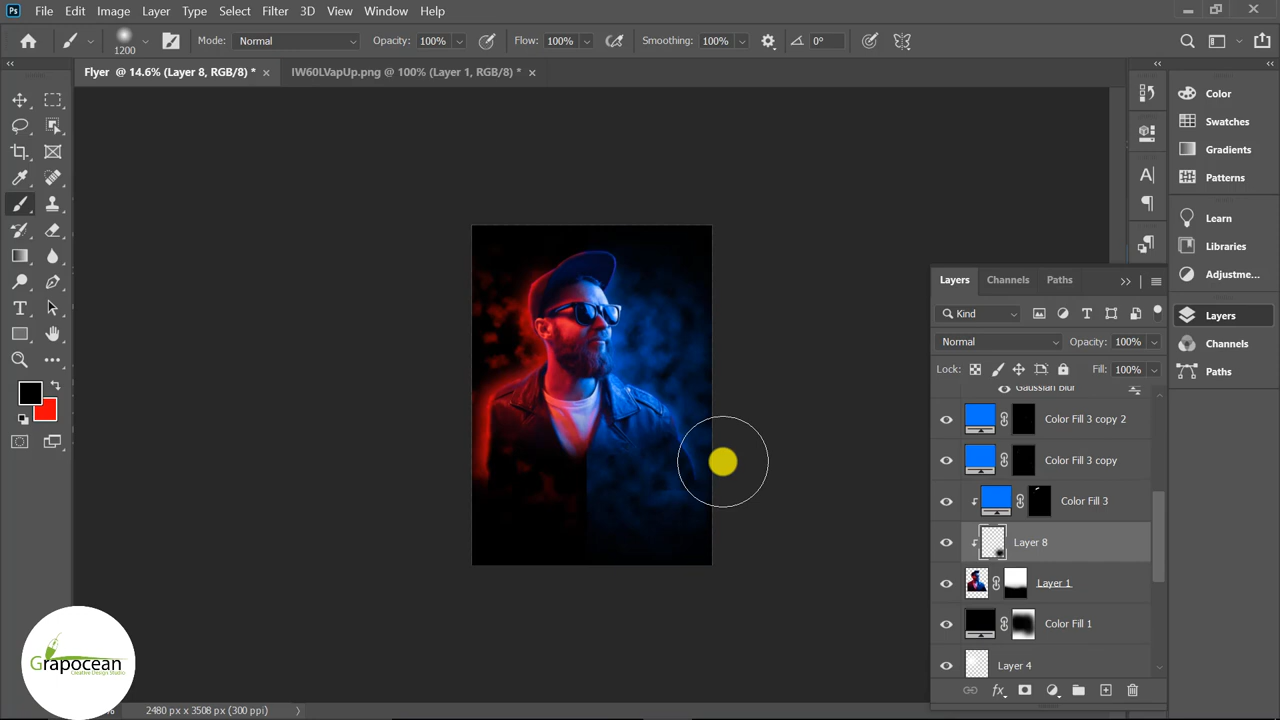 Ps File Edit Image Layer Type Select Filter 3D View Window Help
1200 Mode: Normal Opacity: 100% Flow: 100% Smoothing: 100% 0°
Flyer @ 14.6% (Layer 8, RGB/8) * × IW60LVapUp.png @ 100% (Layer 1, RGB/8) * ×
Color
Swatches
Gradients
Patterns
Learn
Libraries
Adjustme...
Layers
Channels
Paths
Layers Channels Paths
Kind
Normal Opacity: 100%
Lock: Fill: 100%
Gaussian Blur
Color Fill 3 copy 2
Color Fill 3 copy
Color Fill 3
Layer 8
Layer 1
Color Fill 1
Layer 4
fx
Grapocean
Creative Design Studio
2480 px x 3508 px (300 ppi)